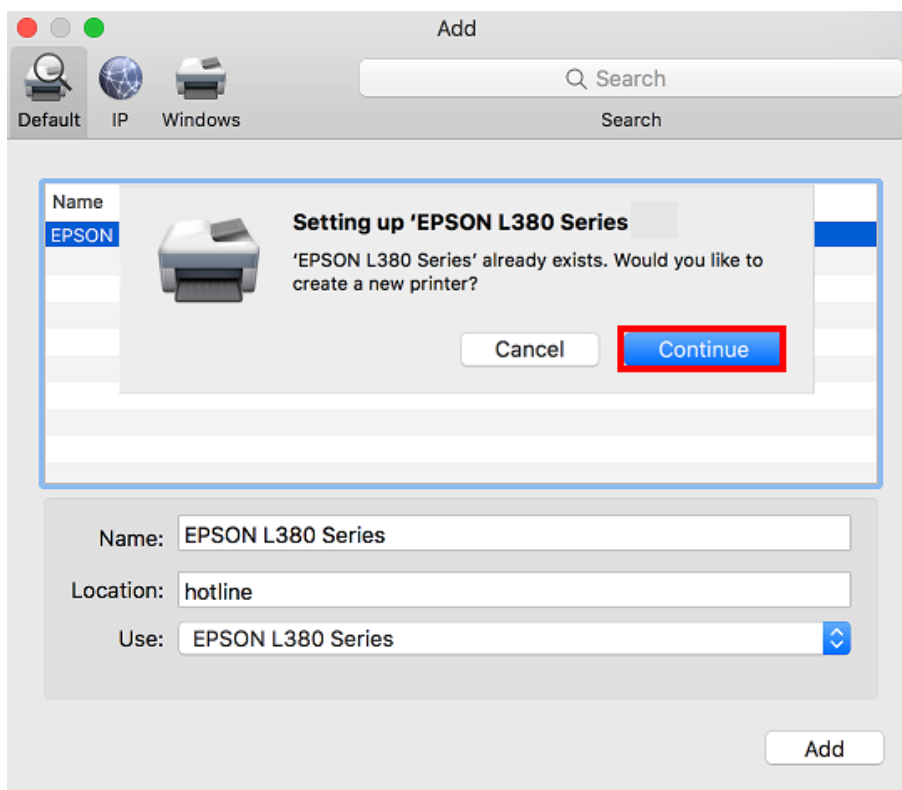 Add
Search
Default IP Windows Search
Name
EPSON
Setting up ‘EPSON L380 Series
‘EPSON L380 Series’ already exists. Would you like to
create a new printer?
Cancel Continue
Name: EPSON L380 Series
Location: hotline
Use: EPSON L380 Series
Add